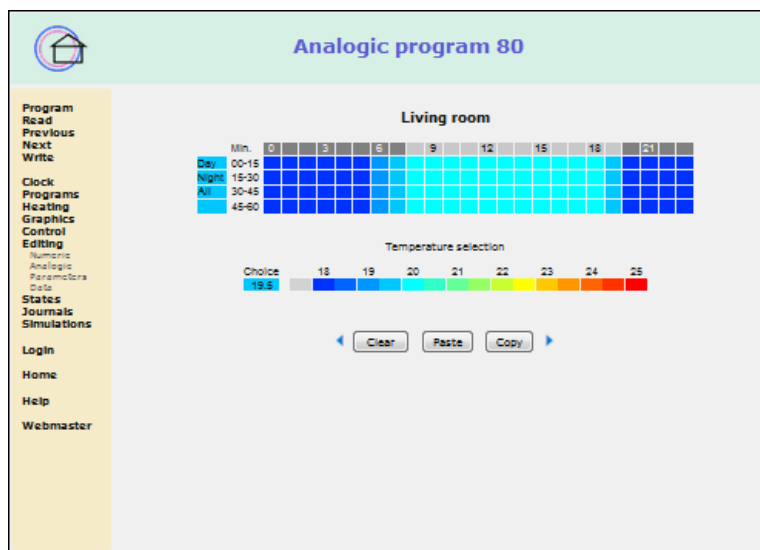 Analogic program 80
Program
Read
Previous
Next
Write
Clock
Programs
Heating
Graphics
Control
Editing
Numeric
Analogic
Parameters
Data
States
Journals
Simulations
Login
Home
Help
Webmaster
Living room
Min. 0 3 6 9 12 15 18 21
Day 00-15
Night 15-30
All 30-45
45-60
Temperature selection
Choice 18 19 20 21 22 23 24 25
19.5
Clear Paste Copy